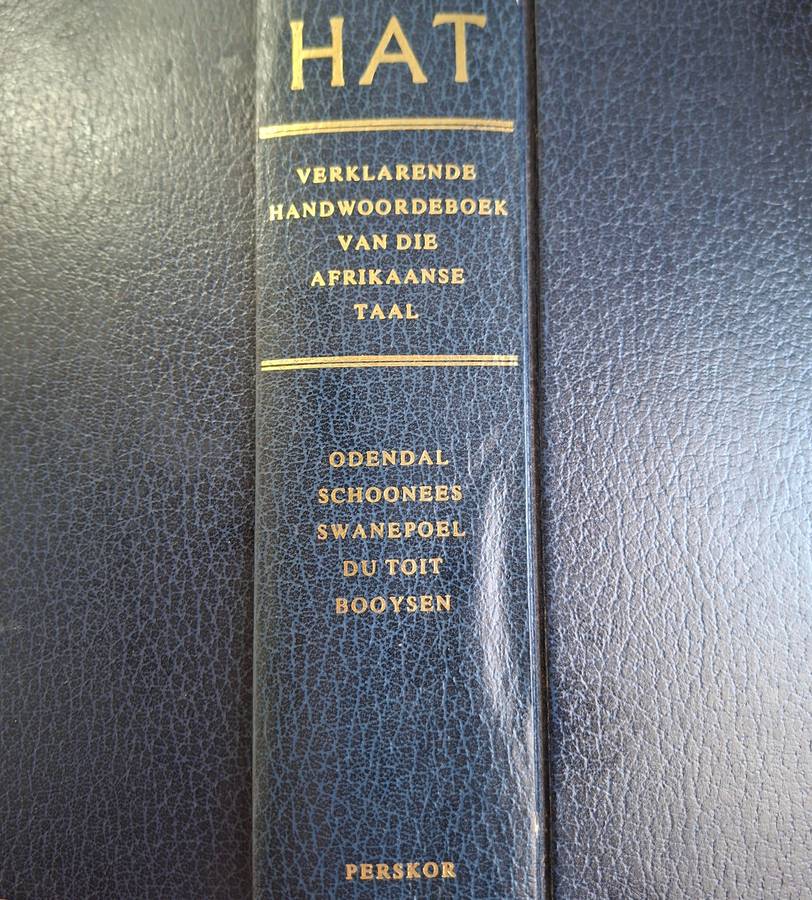 HAT
VERKLARENDE
HANDWOORDEBOEK
VAN DIE
AFRIKAANSE
TAAL
ODENDAL
SCHOONEES
SWANEPOEL
DU TOIT
BOOYSEN
PERSKOR